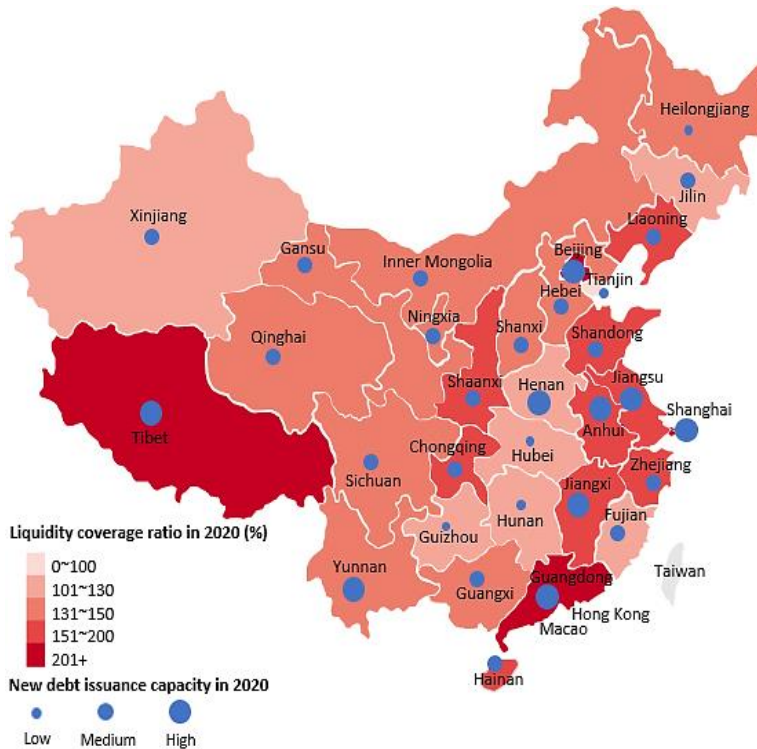 Heilongjiang
Jilin
Xinjiang
Liaoning
Beijing
Gansu
Inner Mongolia
Tianjin
Hebei
Ningxia
Shanxi
Qinghai
Shandong
Shaanxi
Henan
Jiangsu
Shanghai
Tibet
Anhui
Chongqing
Hubei
Zhejiang
Sichuan
Jiangxi
Hunan
Fujian
Guizhou
Liquidity coverage ratio in 2020 (%)
0~100
101~130
131~150
151~200
201+
Yunnan
Guangxi
Guangdong
Taiwan
Hong Kong
Macao
Hainan
New debt issuance capacity in 2020
Low
Medium
High